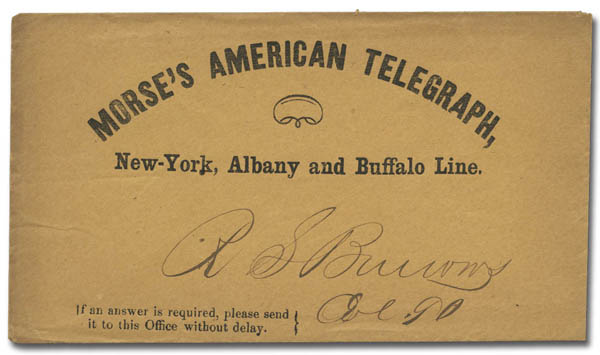 MORSE'S AMERICAN TELEGRAPH,
New-York, Albany and Buffalo Line.
R S Burrows
If an answer is required, please send
it to this Office without delay.